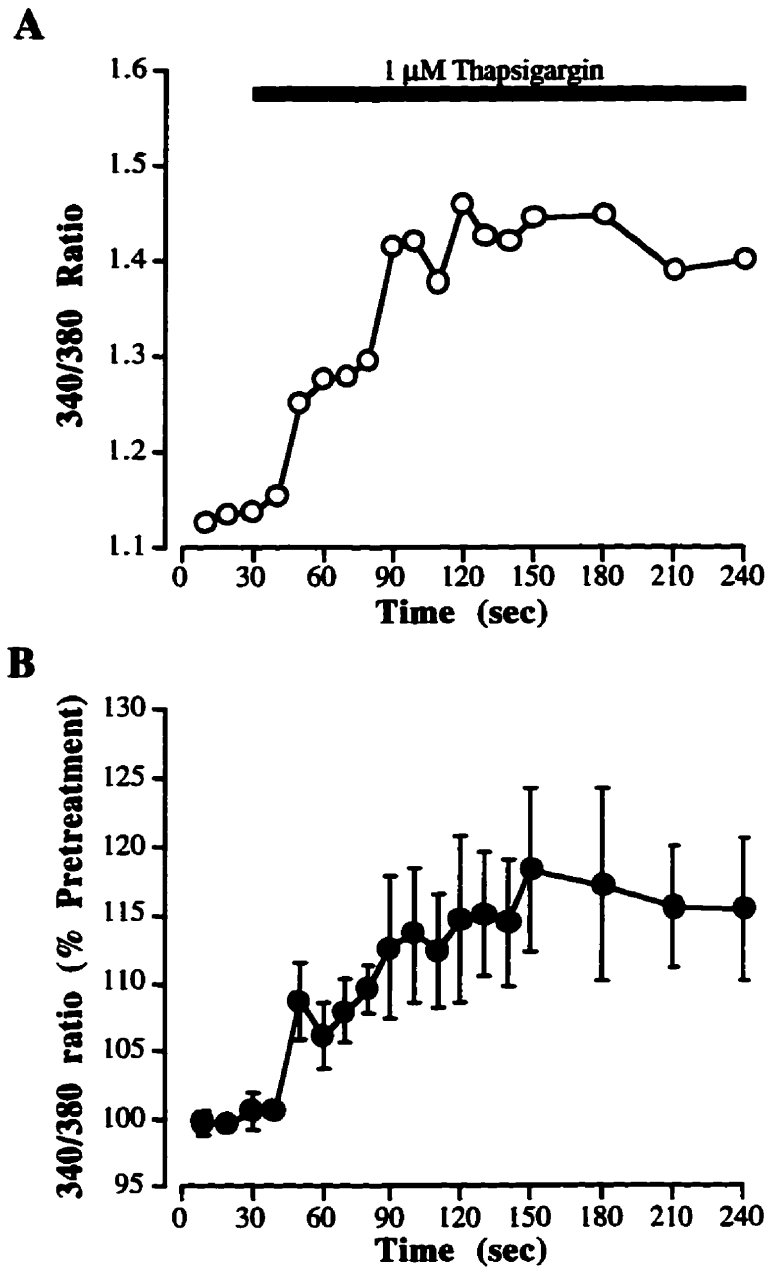 A
1 µM Thapsigargin
1.6
1.5
1.4
1.3
1.2
1.1
340/380 Ratio
0 30 60 90 120 150 180 210 240
Time (sec)
B
130
125
120
115
110
105
100
95
340/380 ratio (% Pretreatment)
0 30 60 90 120 150 180 210 240
Time (sec)